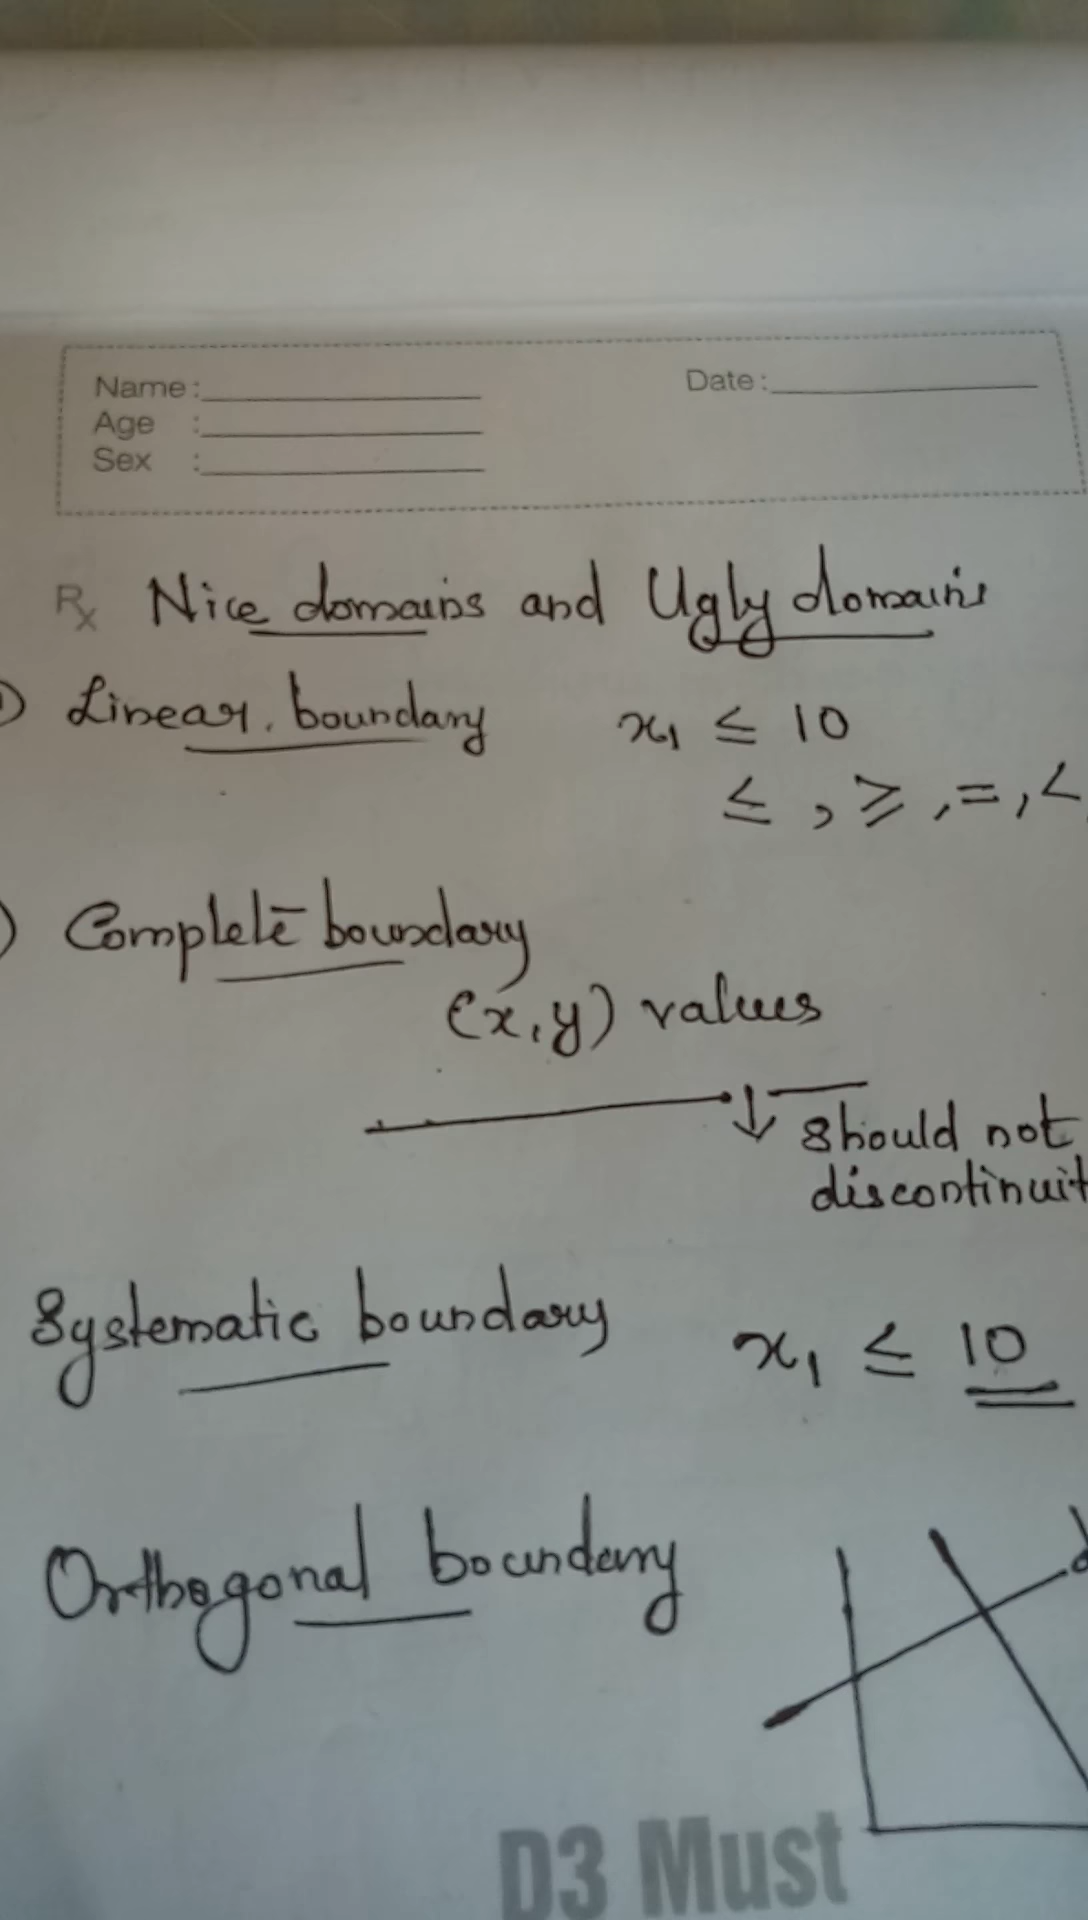 Name:
Date:
Age :
Sex :
Rx Nice domains and Ugly domains
Linear boundary x₁ ≤ 10
≤ , ≥ , = , <
Complete boundary
(x,y) values
should not
discontinuit
Systematic boundary x₁ ≤ 10
Orthogonal boundary
D3 Must